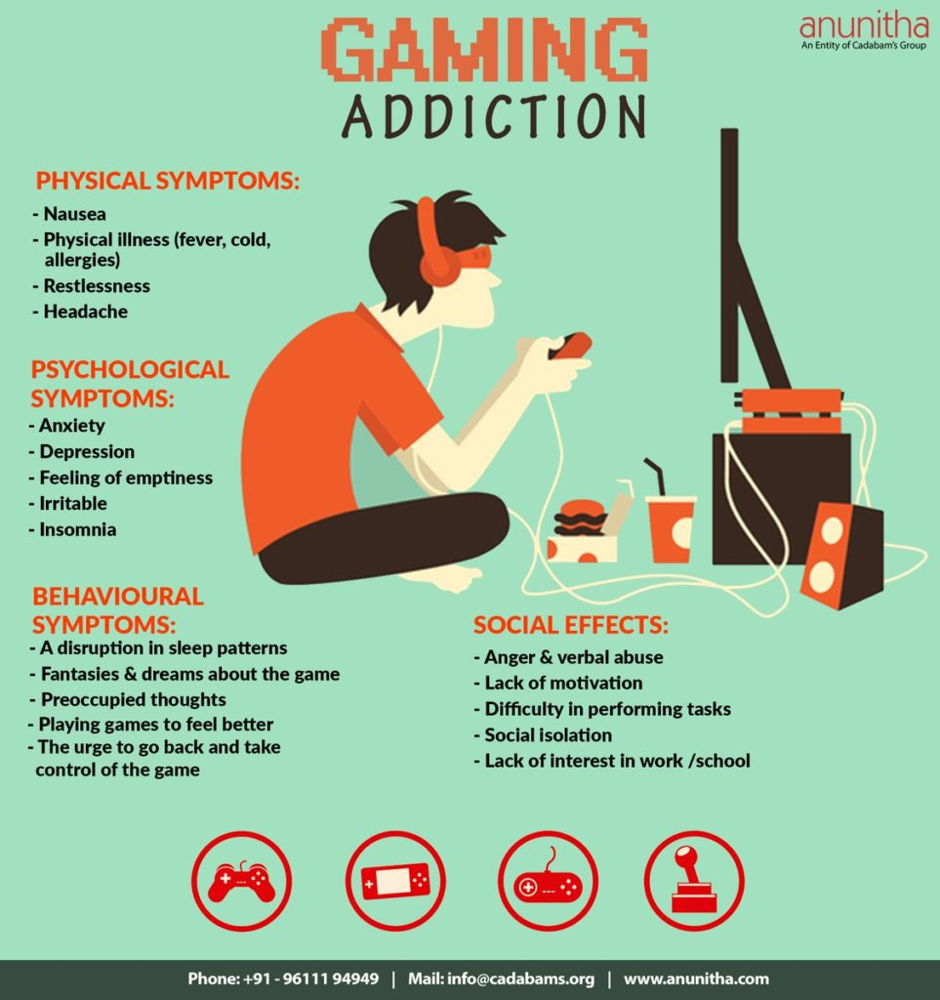 GAMING
ADDICTION
anunitha
An Entity of Cadabam's Group
PHYSICAL SYMPTOMS:
- Nausea
- Physical illness (fever, cold,
allergies)
- Restlessness
- Headache
PSYCHOLOGICAL
SYMPTOMS:
- Anxiety
- Depression
- Feeling of emptiness
- Irritable
- Insomnia
BEHAVIOURAL
SYMPTOMS:
- A disruption in sleep patterns
- Fantasies & dreams about the game
- Preoccupied thoughts
- Playing games to feel better
- The urge to go back and take
control of the game
SOCIAL EFFECTS:
- Anger & verbal abuse
- Lack of motivation
- Difficulty in performing tasks
- Social isolation
- Lack of interest in work /school
Phone: +91 - 96111 94949 | Mail: info@cadabams.org | www.anunitha.com